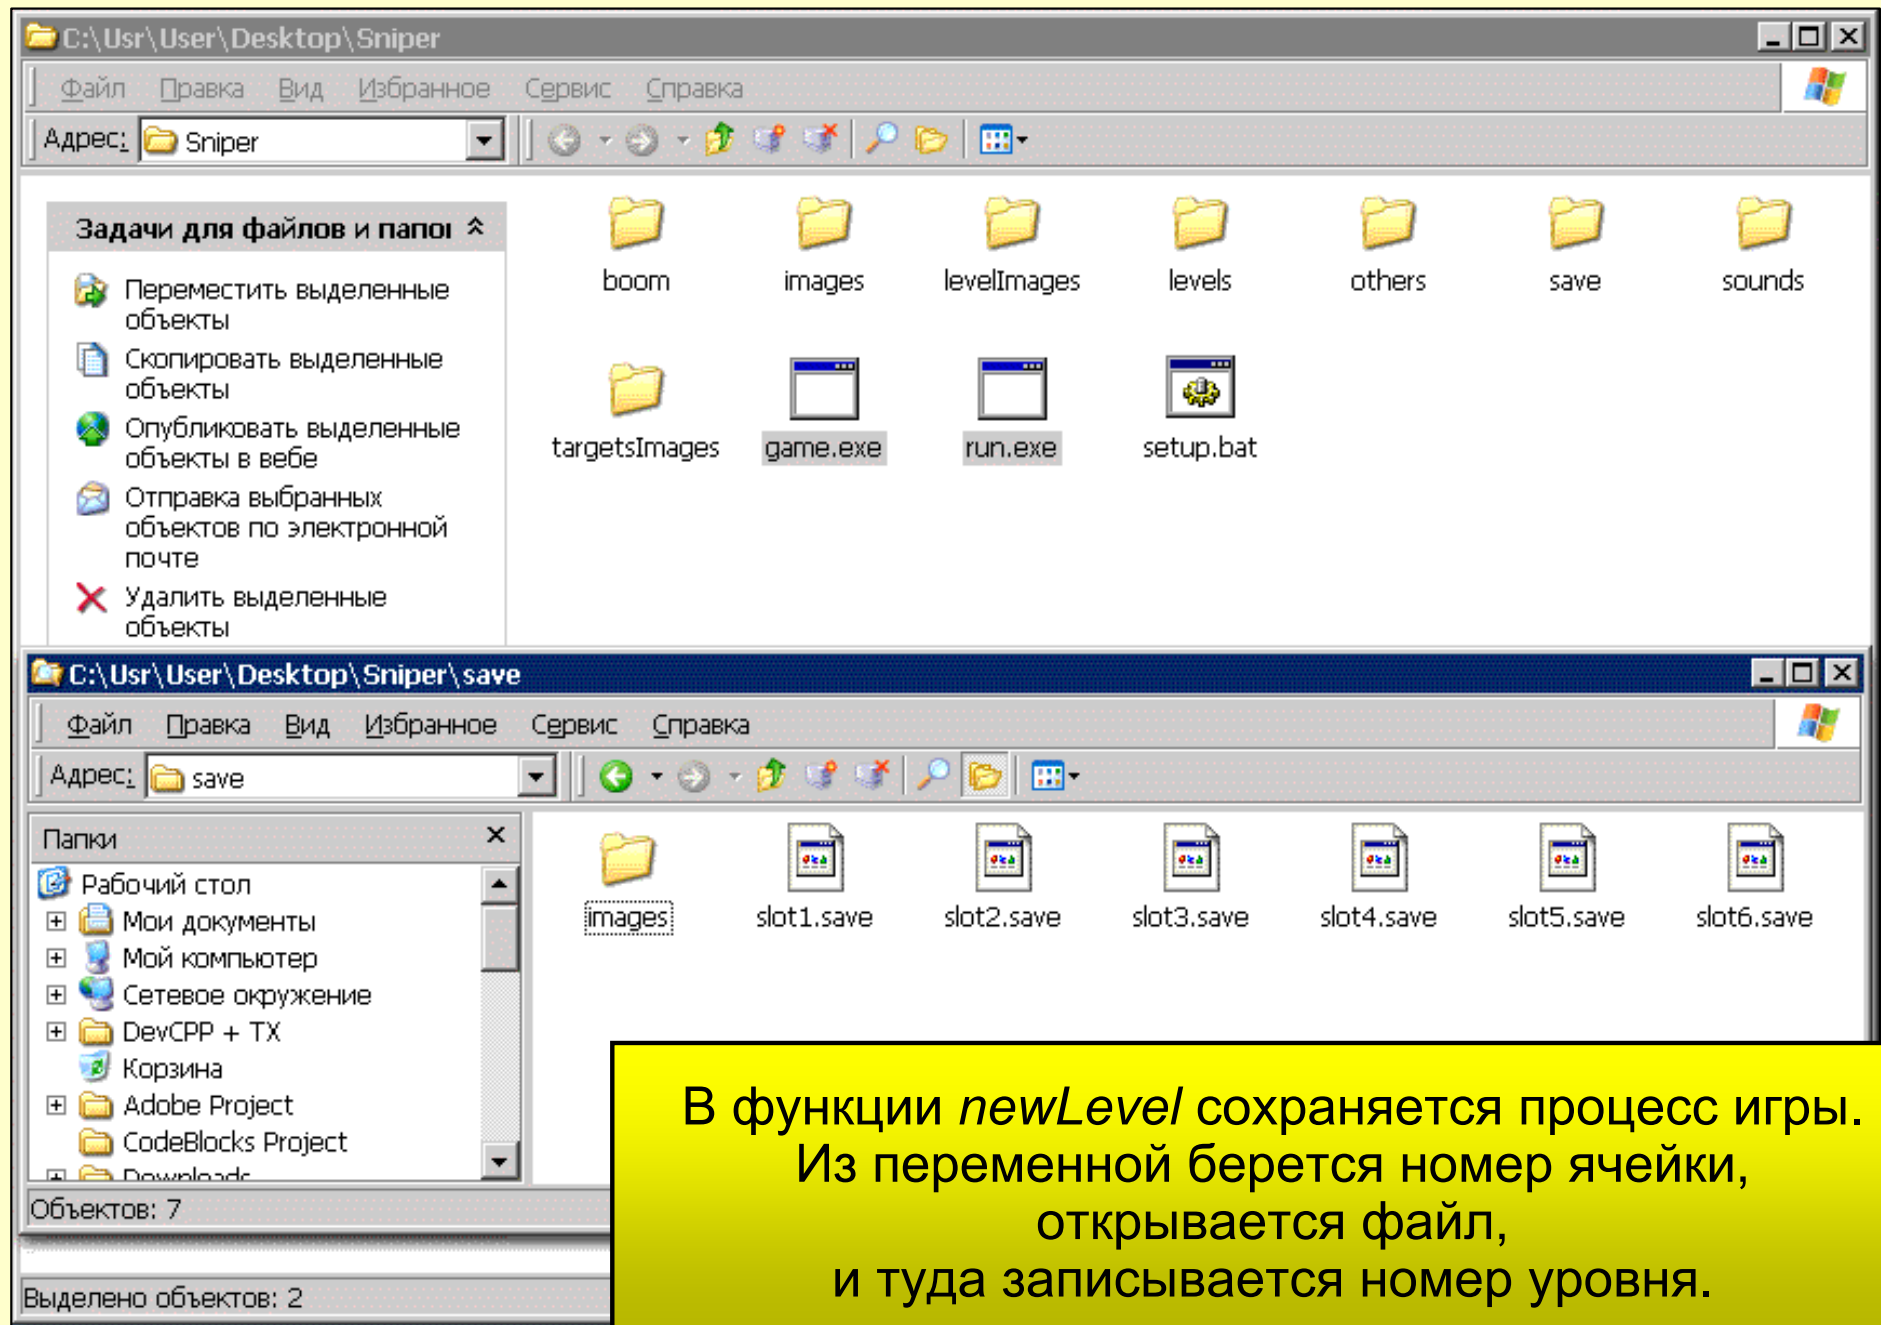 C:\Usr\User\Desktop\Sniper
Файл Правка Вид Избранное Сервис Справка
Адрес: Sniper
Задачи для файлов и папок
Переместить выделенные
объекты
Скопировать выделенные
объекты
Опубликовать выделенные
объекты в вебе
Отправка выбранных
объектов по электронной
почте
Удалить выделенные
объекты
boom images levelImages levels others save sounds
targetsImages game.exe run.exe setup.bat
C:\Usr\User\Desktop\Sniper\save
Файл Правка Вид Избранное Сервис Справка
Адрес: save
Папки
Рабочий стол
Мои документы
Мой компьютер
Сетевое окружение
DevCPP + TX
Корзина
Adobe Project
CodeBlocks Project
Downloads
images slot1.save slot2.save slot3.save slot4.save slot5.save slot6.save
Объектов: 7
Выделено объектов: 2
В функции newLevel сохраняется процесс игры.
Из переменной берется номер ячейки,
открывается файл,
и туда записывается номер уровня.